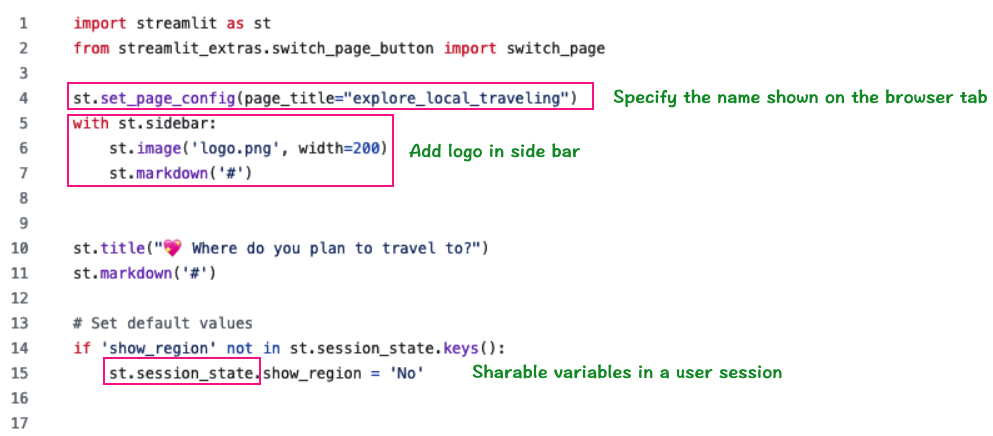 1 import streamlit as st
2 from streamlit_extras.switch_page_button import switch_page
3
4 st.set_page_config(page_title="explore_local_traveling") Specify the name shown on the browser tab
5 with st.sidebar:
6 st.image('logo.png', width=200) Add logo in side bar
7 st.markdown('#')
8
9
10 st.title("💖 Where do you plan to travel to?")
11 st.markdown('#')
12
13 # Set default values
14 if 'show_region' not in st.session_state.keys():
15 st.session_state.show_region = 'No' Sharable variables in a user session
16
17